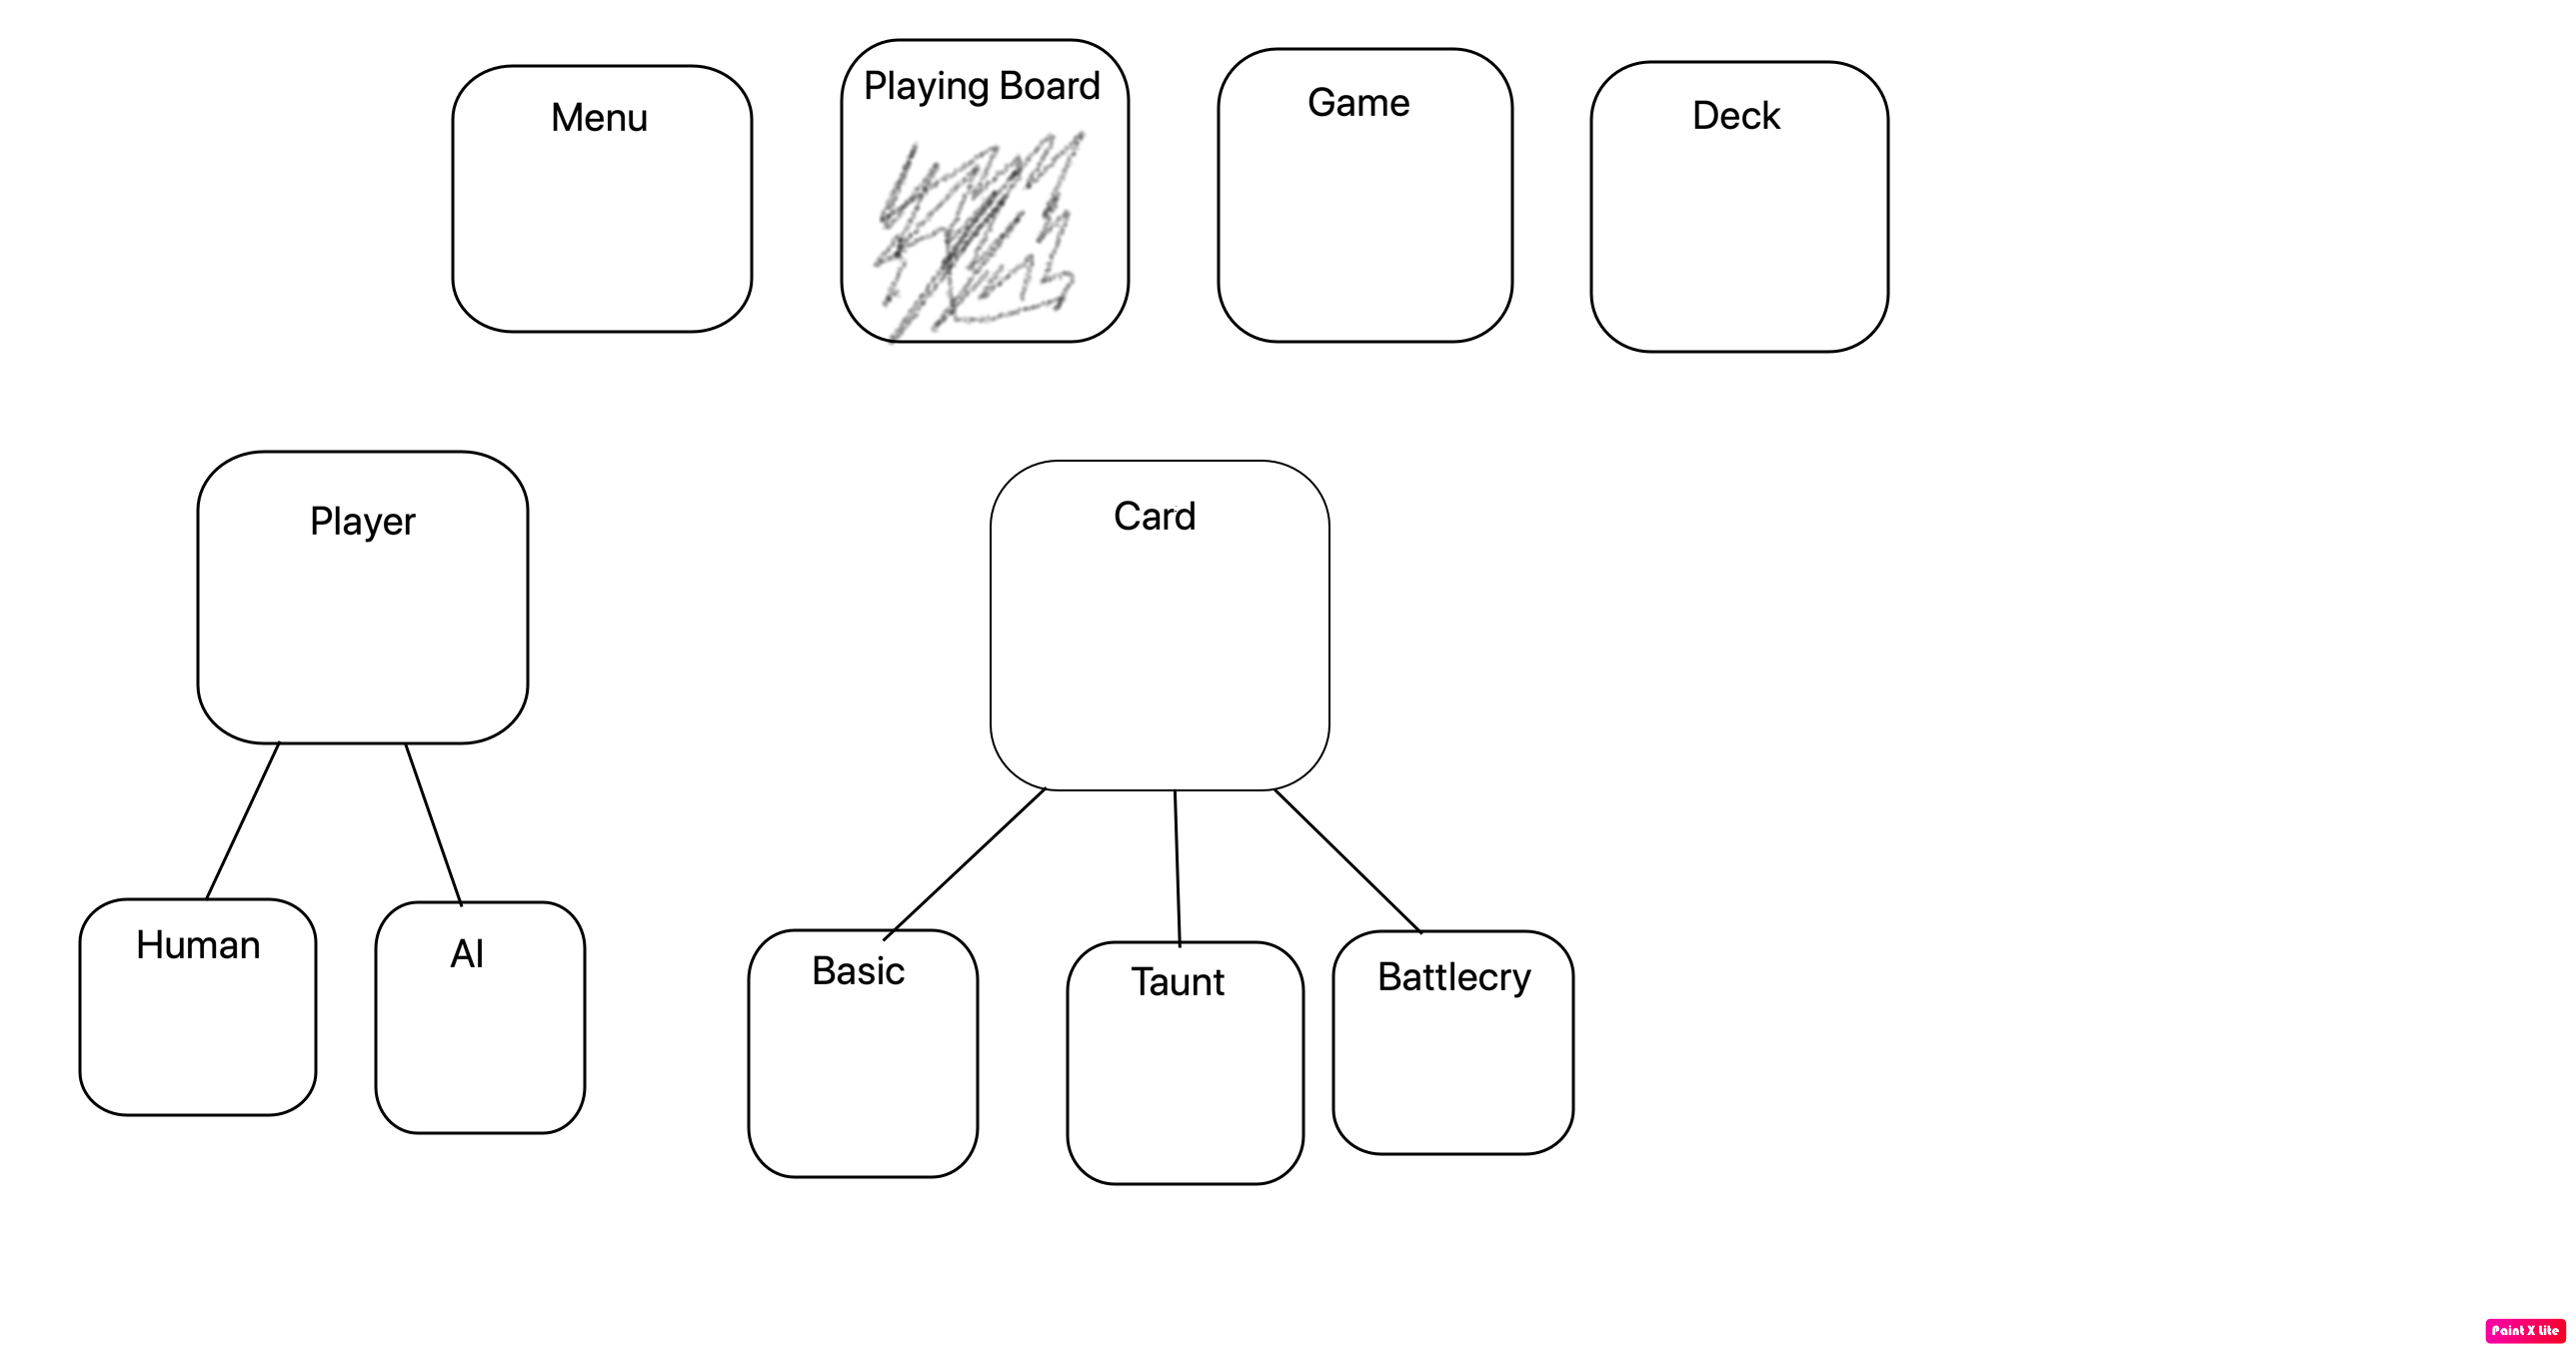 Menu
Playing Board
Game
Deck
Player
Card
Human
AI
Basic
Taunt
Battlecry
Paint X Lite